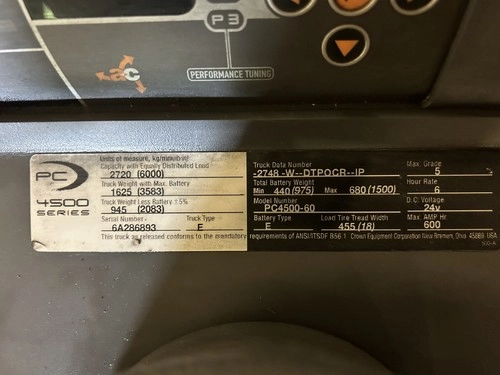 P3
ac
PERFORMANCE TUNING
PC
4500
SERIES
Units of measure, kg/mm(lb/in)
Capacity with Equally Distributed Load
2720 (6000)
Truck Weight with Max. Battery
1625 (3583)
Truck Weight Less Battery ±5%
945 (2083)
Serial Number- Truck Type
6A286893 E
This truck as released conforms to the mandatory requirements of ANSI/ITSDF B56.1 Crown Equipment Corporation New Bremen, Ohio 45869 USA
Truck Data Number Max. Grade
-2748-W--DTPOCR--IP 5
Total Battery Weight Hour Rate
Min 440 (975) Max 680 (1500) 6
Model Number D.C. Voltage
PC4500-60 24v
Battery Type Load Tire Tread Width Max. AMP Hr
E 455 (18) 600